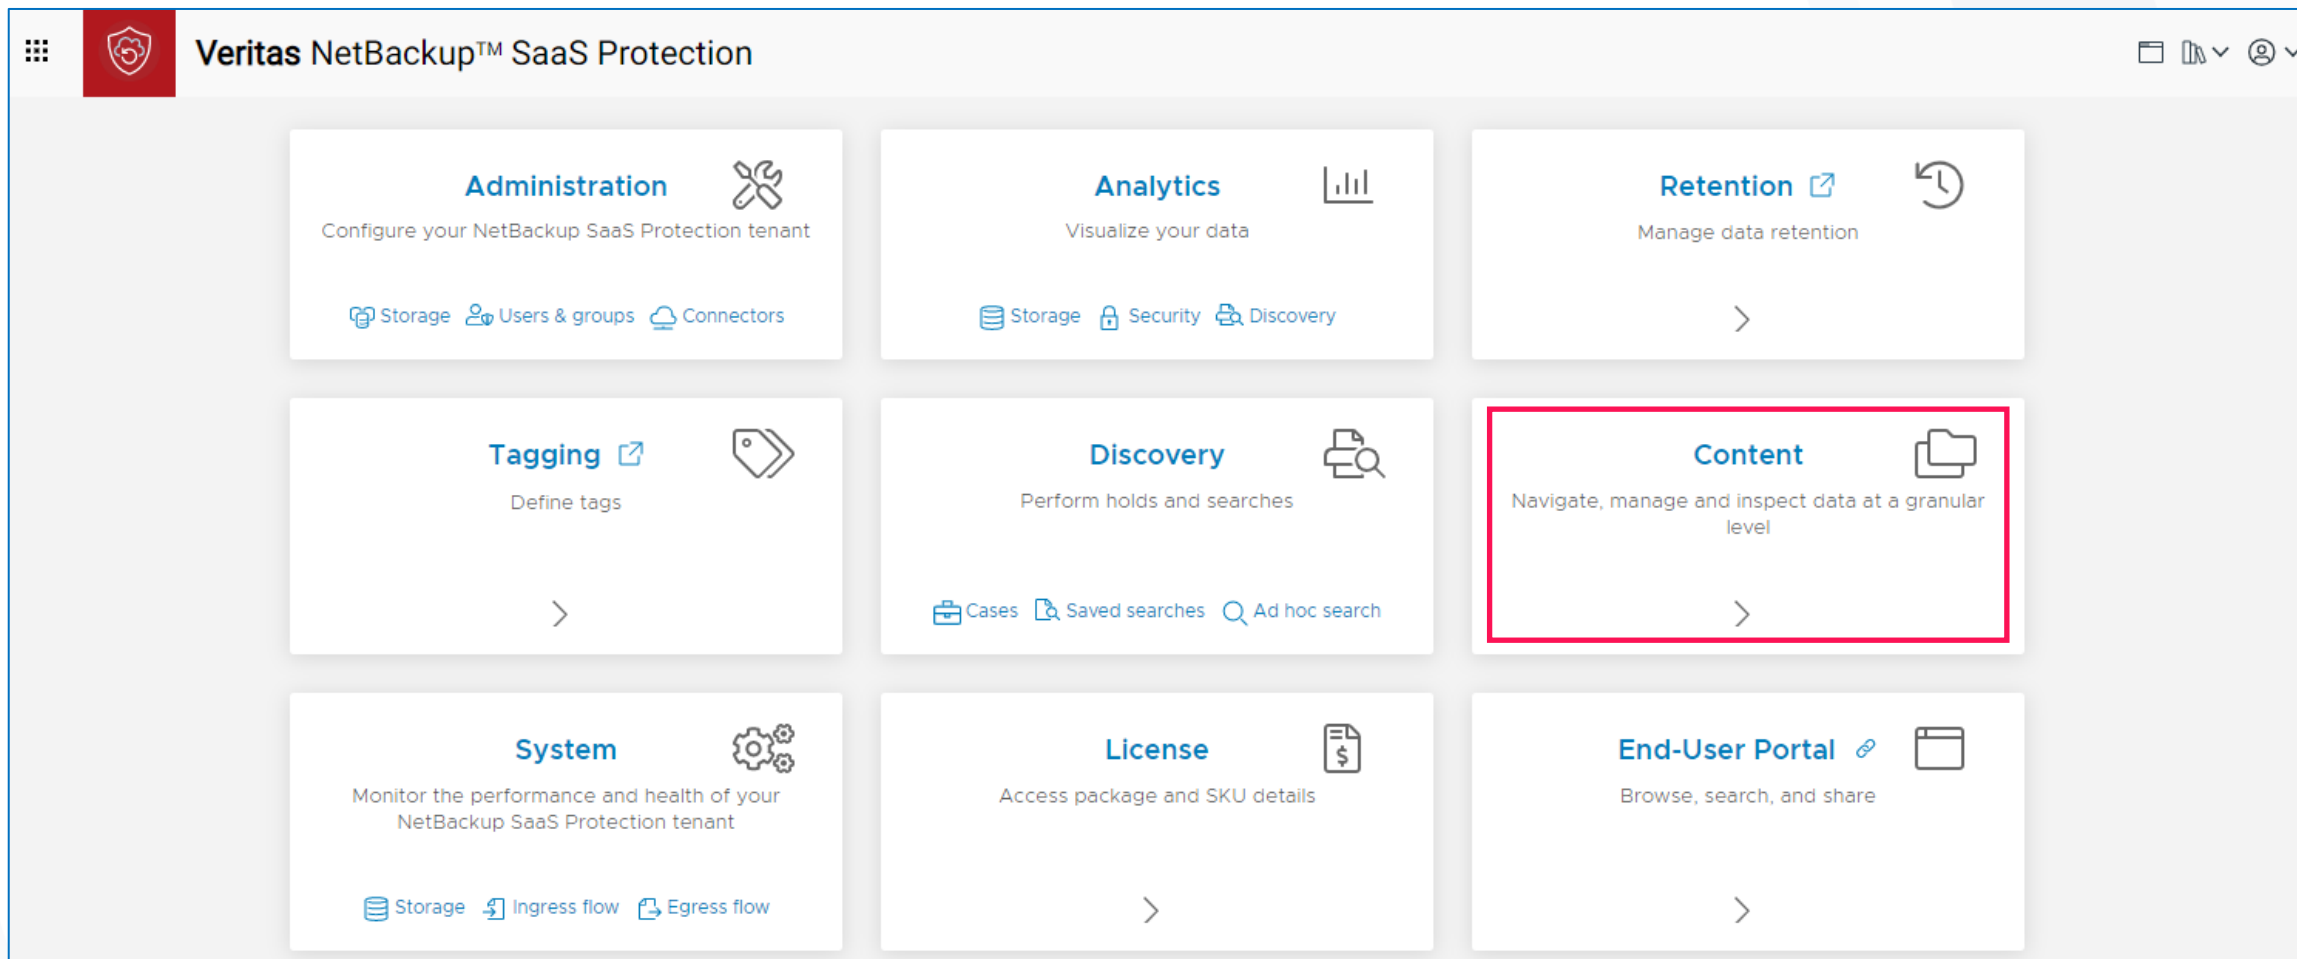 Veritas NetBackup™ SaaS Protection
Administration
Configure your NetBackup SaaS Protection tenant
Storage Users & groups Connectors
Analytics
Visualize your data
Storage Security Discovery
Retention
Manage data retention
Tagging
Define tags
Discovery
Perform holds and searches
Cases Saved searches Ad hoc search
Content
Navigate, manage and inspect data at a granular
level
System
Monitor the performance and health of your
NetBackup SaaS Protection tenant
Storage Ingress flow Egress flow
License
Access package and SKU details
End-User Portal
Browse, search, and share